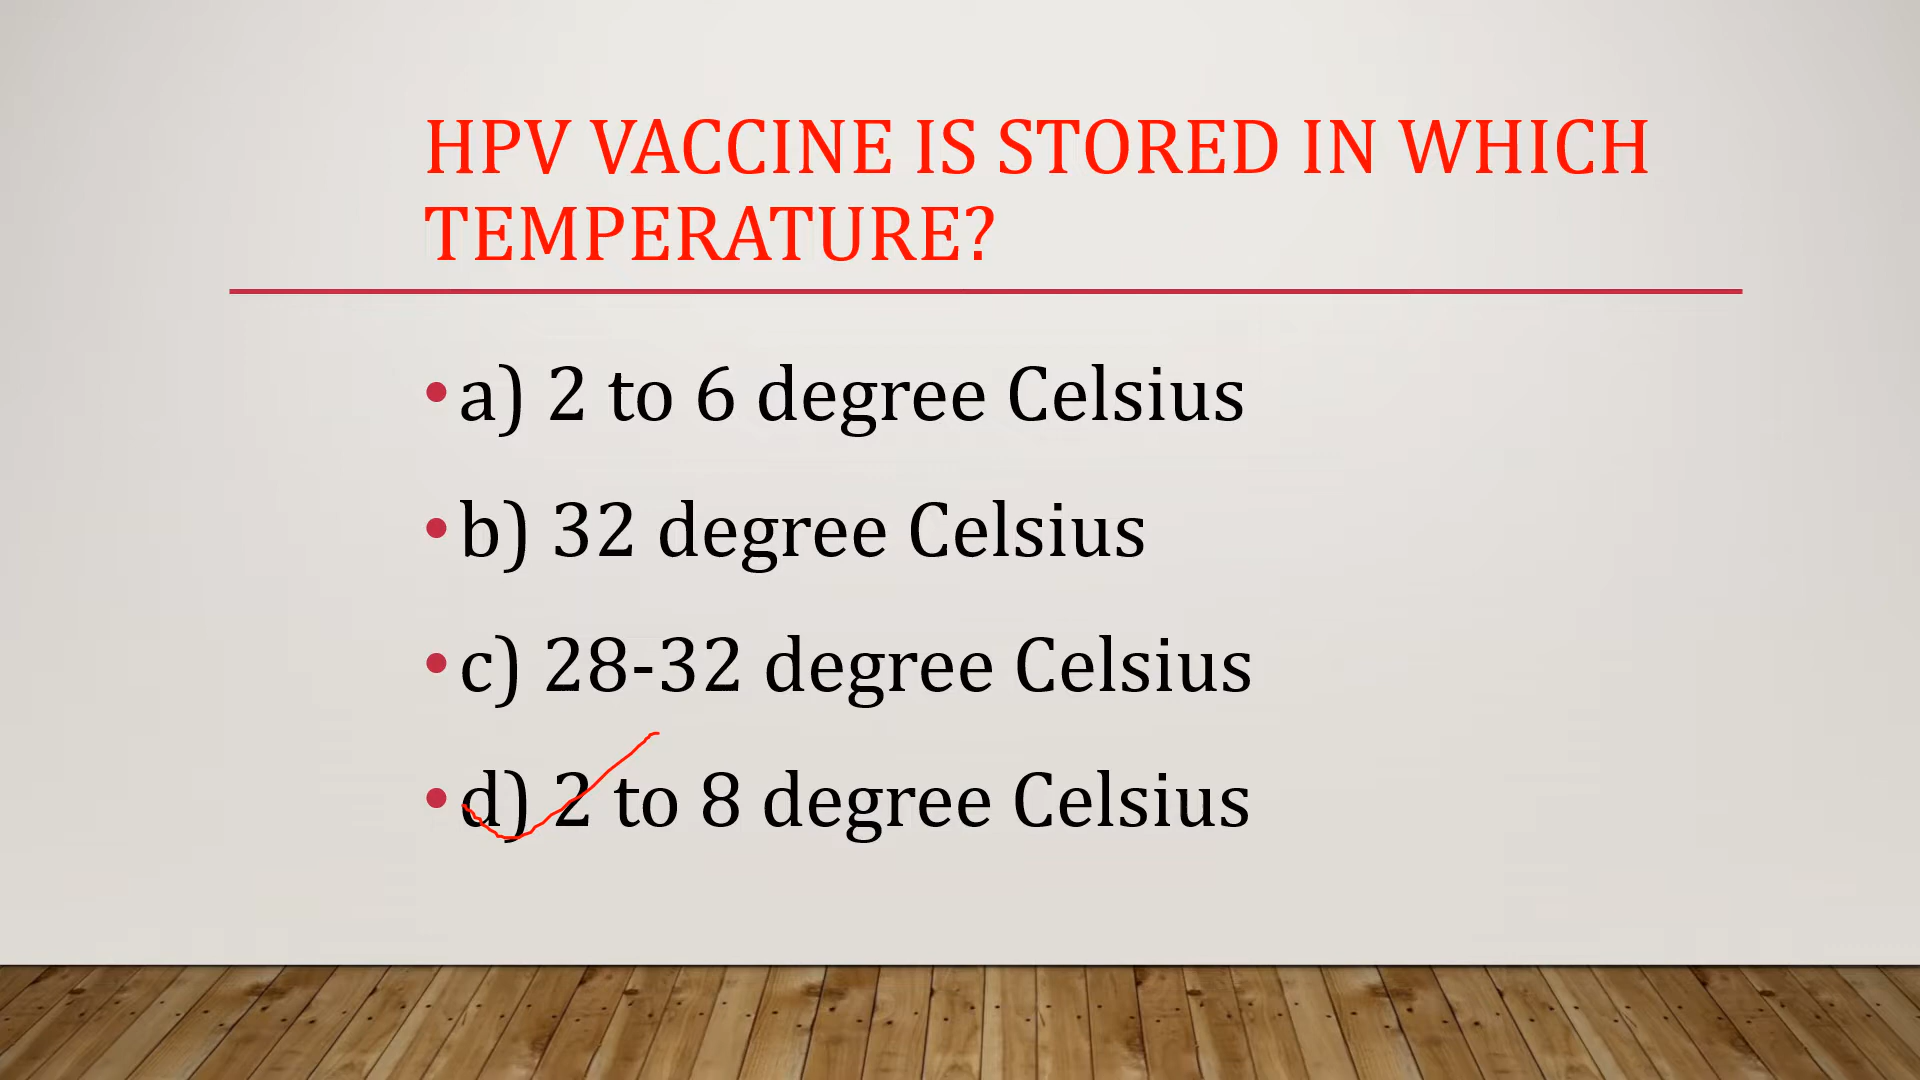 HPV VACCINE IS STORED IN WHICH
TEMPERATURE?
• a) 2 to 6 degree Celsius
• b) 32 degree Celsius
• c) 28-32 degree Celsius
• d) 2 to 8 degree Celsius